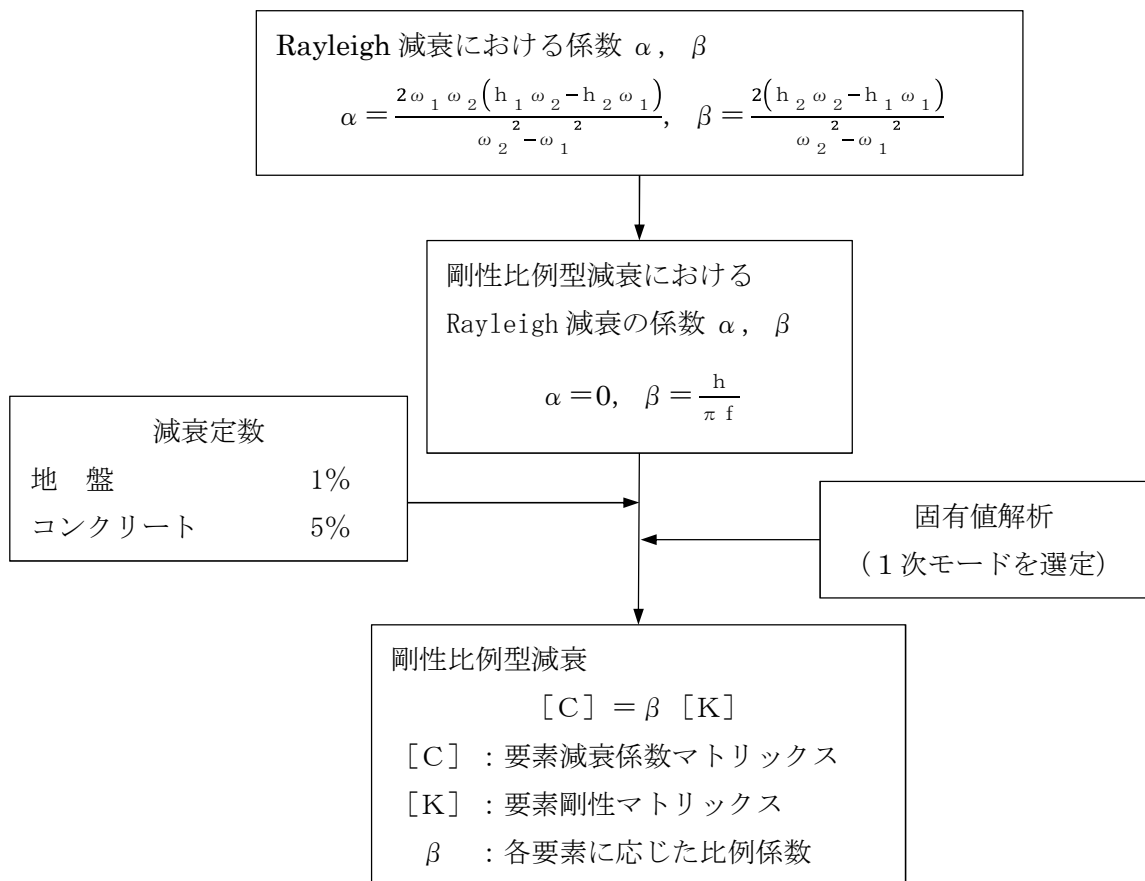 Rayleigh 減衰における係数 α, β
α＝2ω₁ω₂(h₁ω₂−h₂ω₁)/(ω₂²−ω₁²), β＝2(h₂ω₂−h₁ω₁)/(ω₂²−ω₁²)
剛性比例型減衰における
Rayleigh 減衰の係数 α, β
α＝0, β＝h/(πf)
減衰定数
地　盤 1%
コンクリート 5%
固有値解析
（１次モードを選定）
剛性比例型減衰
［C］＝β［K］
［C］：要素減衰係数マトリックス
［K］：要素剛性マトリックス
β ：各要素に応じた比例係数